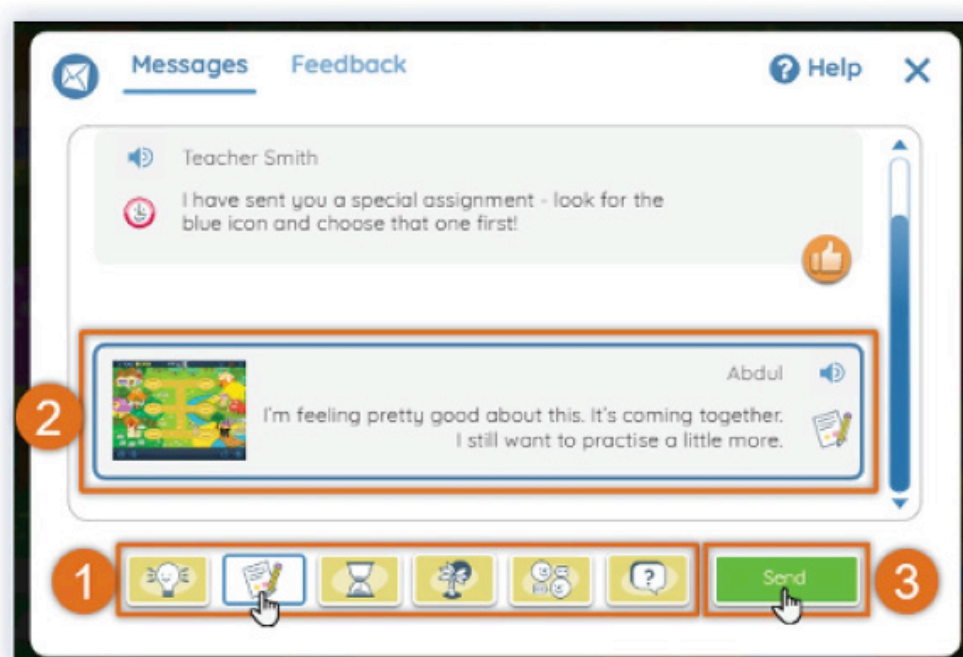 Messages Feedback Help
Teacher Smith
I have sent you a special assignment - look for the
blue icon and choose that one first!
Abdul
I'm feeling pretty good about this. It's coming together.
I still want to practise a little more.
2
1
?
Send
3